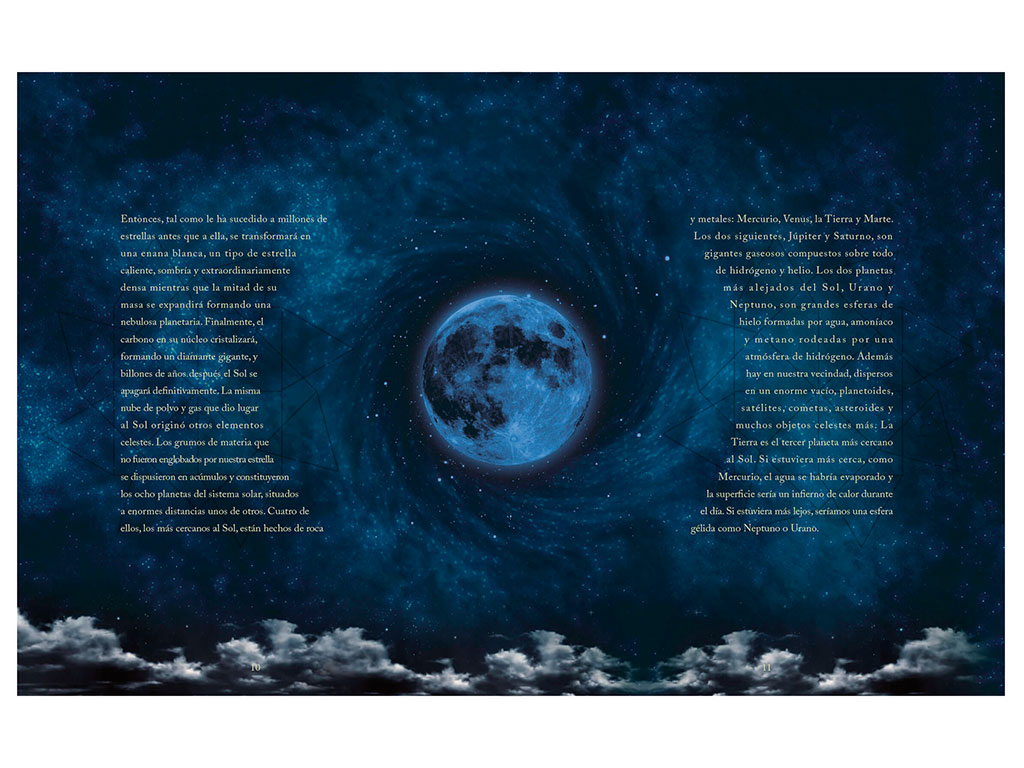 Entonces, tal como le ha sucedido a millones de
estrellas antes que a ella, se transformará en
una enana blanca, un tipo de estrella
caliente, sombría y extraordinariamente
densa mientras que la mitad de su
masa se expandirá formando una
nebulosa planetaria. Finalmente, el
carbono en su núcleo cristalizará,
formando un diamante gigante, y
billones de años después el Sol se
apagará definitivamente. La misma
nube de polvo y gas que dio lugar
al Sol originó otros elementos
celestes. Los grumos de materia que
no fueron englobados por nuestra estrella
se dispusieron en acúmulos y constituyeron
los ocho planetas del sistema solar, situados
a enormes distancias unos de otros. Cuatro de
ellos, los más cercanos al Sol, están hechos de roca
10
y metales: Mercurio, Venus, la Tierra y Marte.
Los dos siguientes, Júpiter y Saturno, son
gigantes gaseosos compuestos sobre todo
de hidrógeno y helio. Los dos planetas
más alejados del Sol, Urano y
Neptuno, son grandes esferas de
hielo formadas por agua, amoníaco
y metano rodeadas por una
atmósfera de hidrógeno. Además
hay en nuestra vecindad, dispersos
en un enorme vacío, planetoides,
satélites, cometas, asteroides y
muchos objetos celestes más. La
Tierra es el tercer planeta más cercano
al Sol. Si estuviera más cerca, como
Mercurio, el agua se habría evaporado y
la superficie sería un infierno de calor durante
el día. Si estuviera más lejos, seríamos una esfera
gélida como Neptuno o Urano.
11